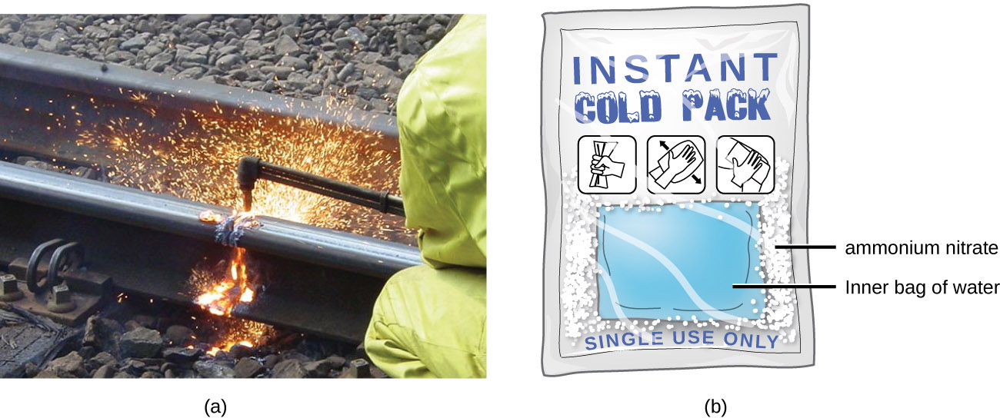 INSTANT
COLD PACK
ammonium nitrate
Inner bag of water
SINGLE USE ONLY
(a)
(b)